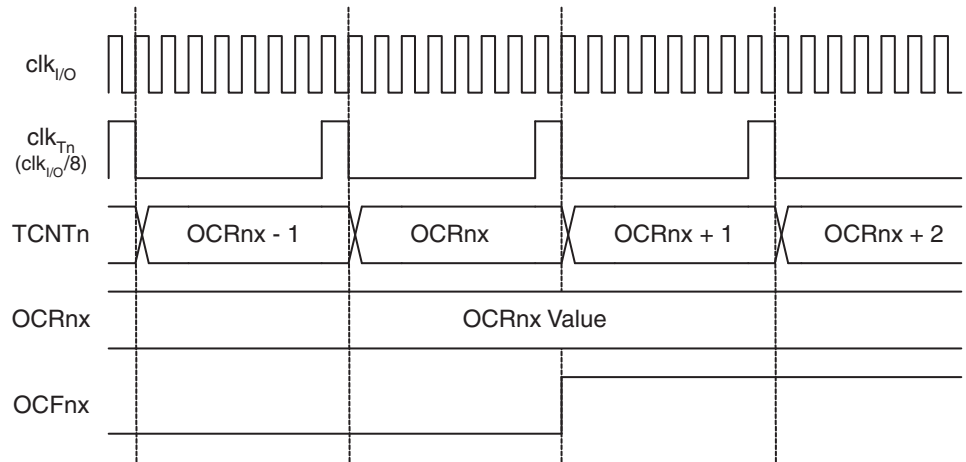 clkI/O
clkTn
(clkI/O/8)
TCNTn
OCRnx - 1
OCRnx
OCRnx + 1
OCRnx + 2
OCRnx
OCRnx Value
OCFnx